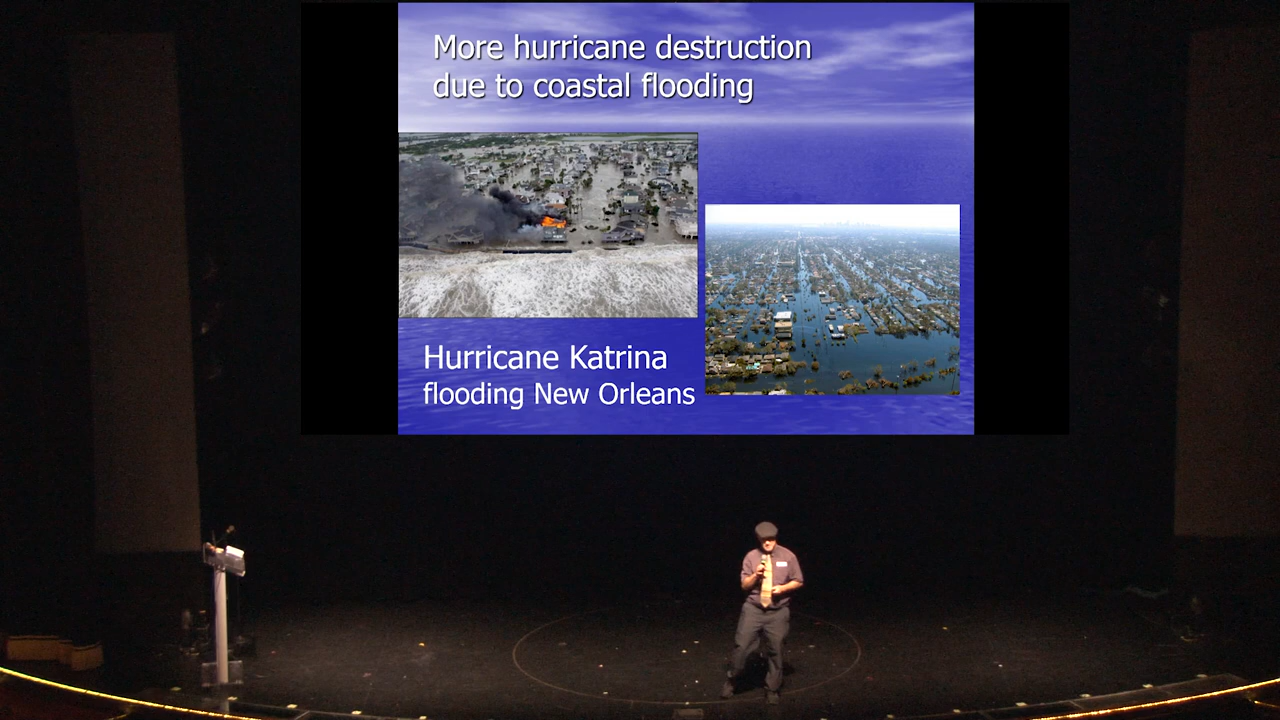 More hurricane destruction
due to coastal flooding
Hurricane Katrina
flooding New Orleans